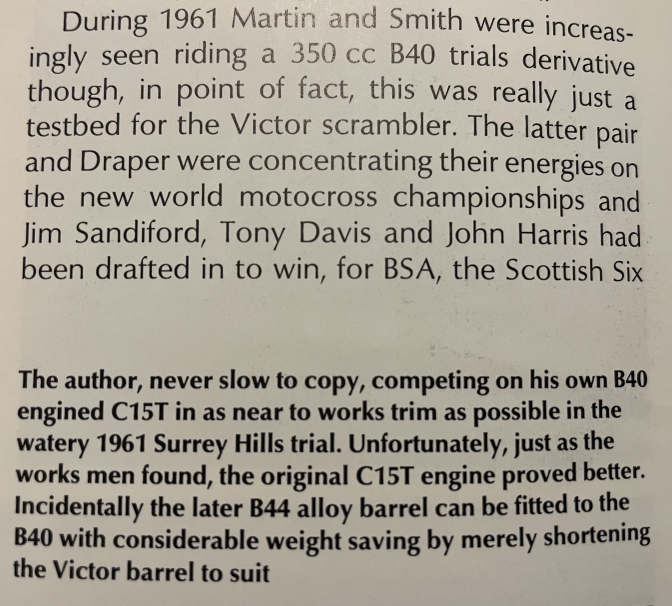 During 1961 Martin and Smith were increas-
ingly seen riding a 350 cc B40 trials derivative
though, in point of fact, this was really just a
testbed for the Victor scrambler. The latter pair
and Draper were concentrating their energies on
the new world motocross championships and
Jim Sandiford, Tony Davis and John Harris had
been drafted in to win, for BSA, the Scottish Six
The author, never slow to copy, competing on his own B40
engined C15T in as near to works trim as possible in the
watery 1961 Surrey Hills trial. Unfortunately, just as the
works men found, the original C15T engine proved better.
Incidentally the later B44 alloy barrel can be fitted to the
B40 with considerable weight saving by merely shortening
the Victor barrel to suit